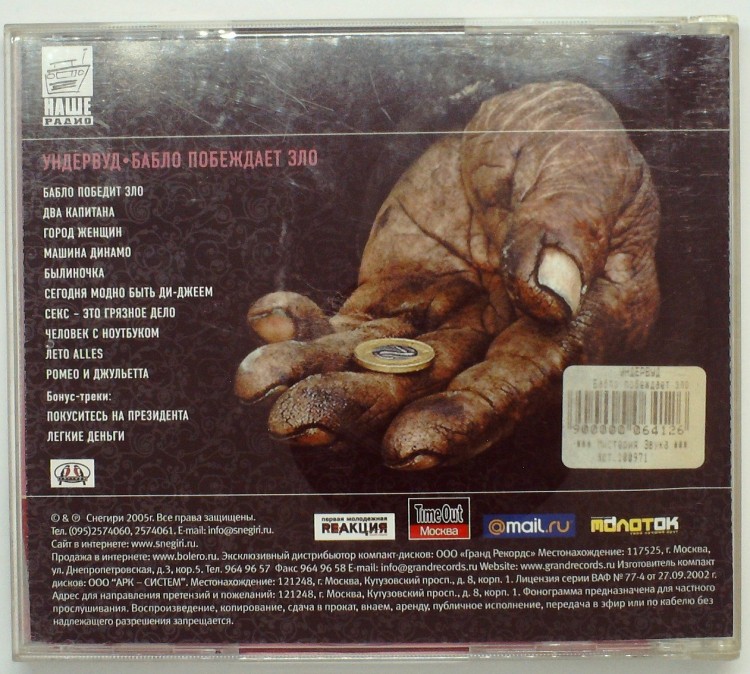 НАШЕ
РАДИО
УНДЕРВУД•БАБЛО ПОБЕЖДАЕТ ЗЛО
БАБЛО ПОБЕДИТ ЗЛО
ДВА КАПИТАНА
ГОРОД ЖЕНЩИН
МАШИНА ДИНАМО
БЫЛИНОЧКА
СЕГОДНЯ МОДНО БЫТЬ ДИ-ДЖЕЕМ
СЕКС - ЭТО ГРЯЗНОЕ ДЕЛО
ЧЕЛОВЕК С НОУТБУКОМ
ЛЕТО ALLES
РОМЕО И ДЖУЛЬЕТТА
Бонус-треки:
ПОКУСИТЕСЬ НА ПРЕЗИДЕНТА
ЛЕГКИЕ ДЕНЬГИ
УНДЕРВУД
Бабло побеждает зло
900000 064126
*** Мистерия Звука ***
арт.100971
© & ℗ Снегири 2005г. Все права защищены.
Тел. (095)2574060, 2574061, E-mail: info@snegiri.ru.
Сайт в интернете: www.snegiri.ru.
первая молодежная
RЕАКЦИЯ
TimeOut
Москва
@mail.ru
МОЛОТОК
Продажа в интернете: www.bolero.ru. Эксклюзивный дистрибьютор компакт-дисков: ООО «Гранд Рекордс» Местонахождение: 117525, г. Москва,
ул. Днепропетровская, д.3, кор.5, Тел. 964 96 57 Факс 964 96 58 E-mail: info@grandrecords.ru Website: www.grandrecords.ru Изготовитель компакт
дисков: ООО "АРК – СИСТЕМ", Местонахождение: 121248, г. Москва, Кутузовский просп., д. 8, корп. 1. Лицензия серии ВАФ № 77-4 от 27.09.2002 г.
Адрес для направления претензий и пожеланий: 121248, г. Москва, Кутузовский просп., д. 8, корп. 1. Фонограмма предназначена для частного
прослушивания. Воспроизведение, копирование, сдача в прокат, внаем, аренду, публичное исполнение, передача в эфир или по кабелю без
надлежащего разрешения запрещается.